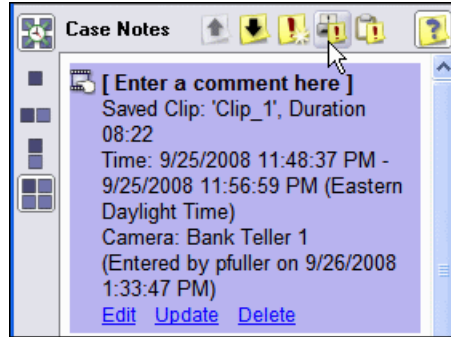 Case Notes
[ Enter a comment here ]
Saved Clip: 'Clip_1', Duration
08:22
Time: 9/25/2008 11:48:37 PM -
9/25/2008 11:56:59 PM (Eastern
Daylight Time)
Camera: Bank Teller 1
(Entered by pfuller on 9/26/2008
1:33:47 PM)
Edit Update Delete